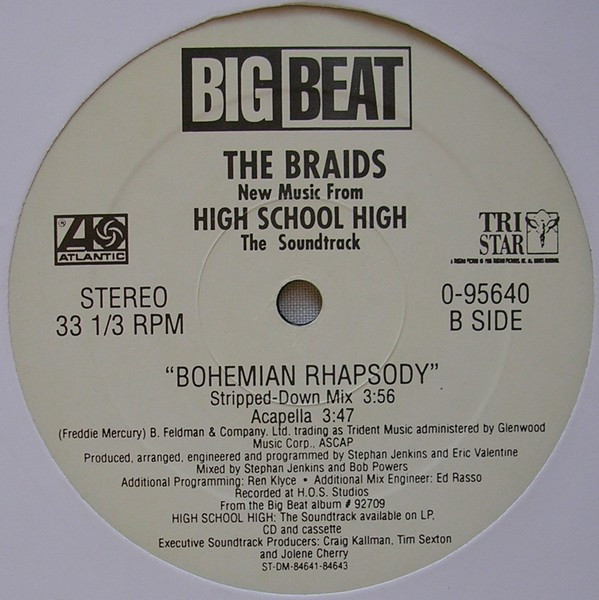 BIG BEAT
THE BRAIDS
New Music From
HIGH SCHOOL HIGH
The Soundtrack
ATLANTIC
TRI
STAR
STEREO
33 1/3 RPM
0-95640
B SIDE
"BOHEMIAN RHAPSODY"
Stripped-Down Mix 3:56
Acapella 3:47
(Freddie Mercury) B. Feldman & Company, Ltd. trading as Trident Music administered by Glenwood
Music Corp., ASCAP
Produced, arranged, engineered and programmed by Stephan Jenkins and Eric Valentine
Mixed by Stephan Jenkins and Bob Powers
Additional Programming: Ren Klyce • Additional Mix Engineer: Ed Rasso
Recorded at H.O.S. Studios
From the Big Beat album # 92709
HIGH SCHOOL HIGH: The Soundtrack available on LP,
CD and cassette
Executive Soundtrack Producers: Craig Kallman, Tim Sexton
and Jolene Cherry
ST-DM-84641-84643